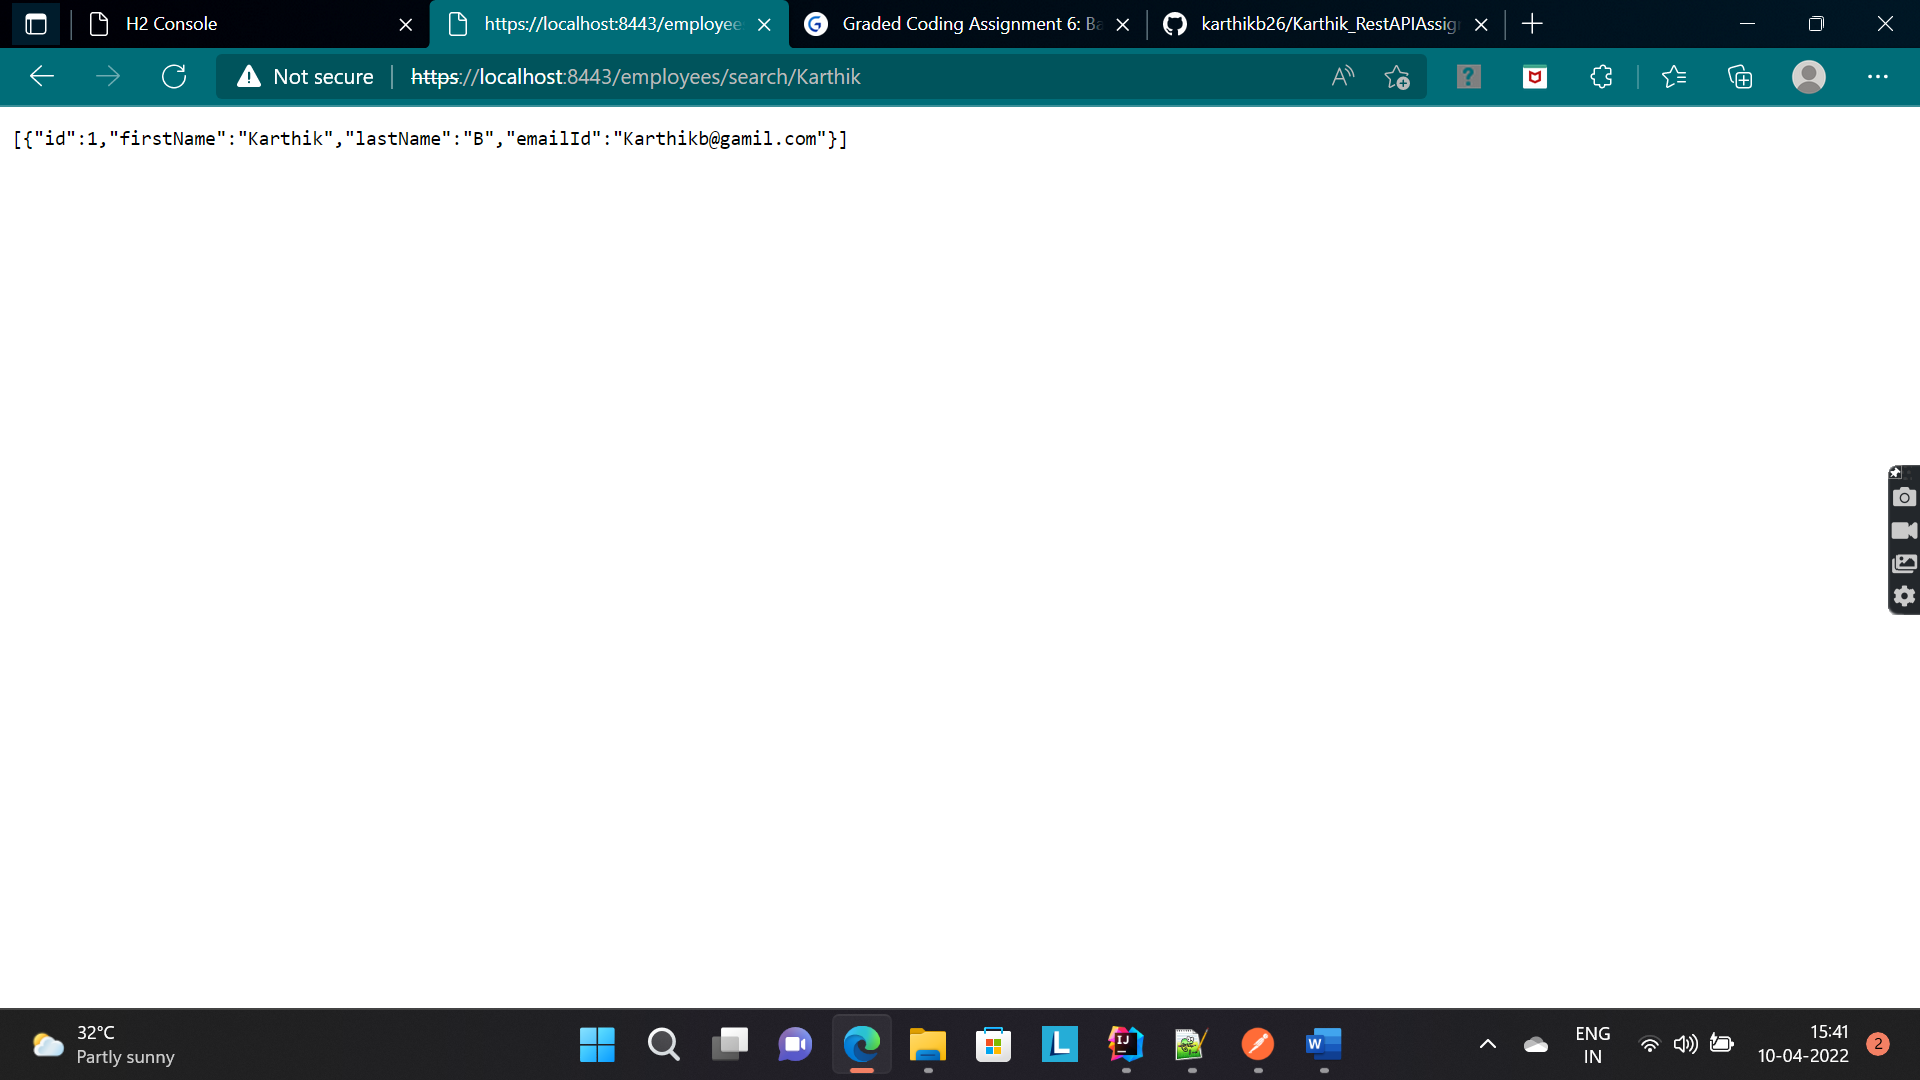 H2 Console
https://localhost:8443/employee
Graded Coding Assignment 6: Ba
karthikb26/Karthik_RestAPIAssig
Not secure
https://localhost:8443/employees/search/Karthik
[{"id":1,"firstName":"Karthik","lastName":"B","emailId":"Karthikb@gamil.com"}]
32°C
Partly sunny
ENG
IN
15:41
10-04-2022
2